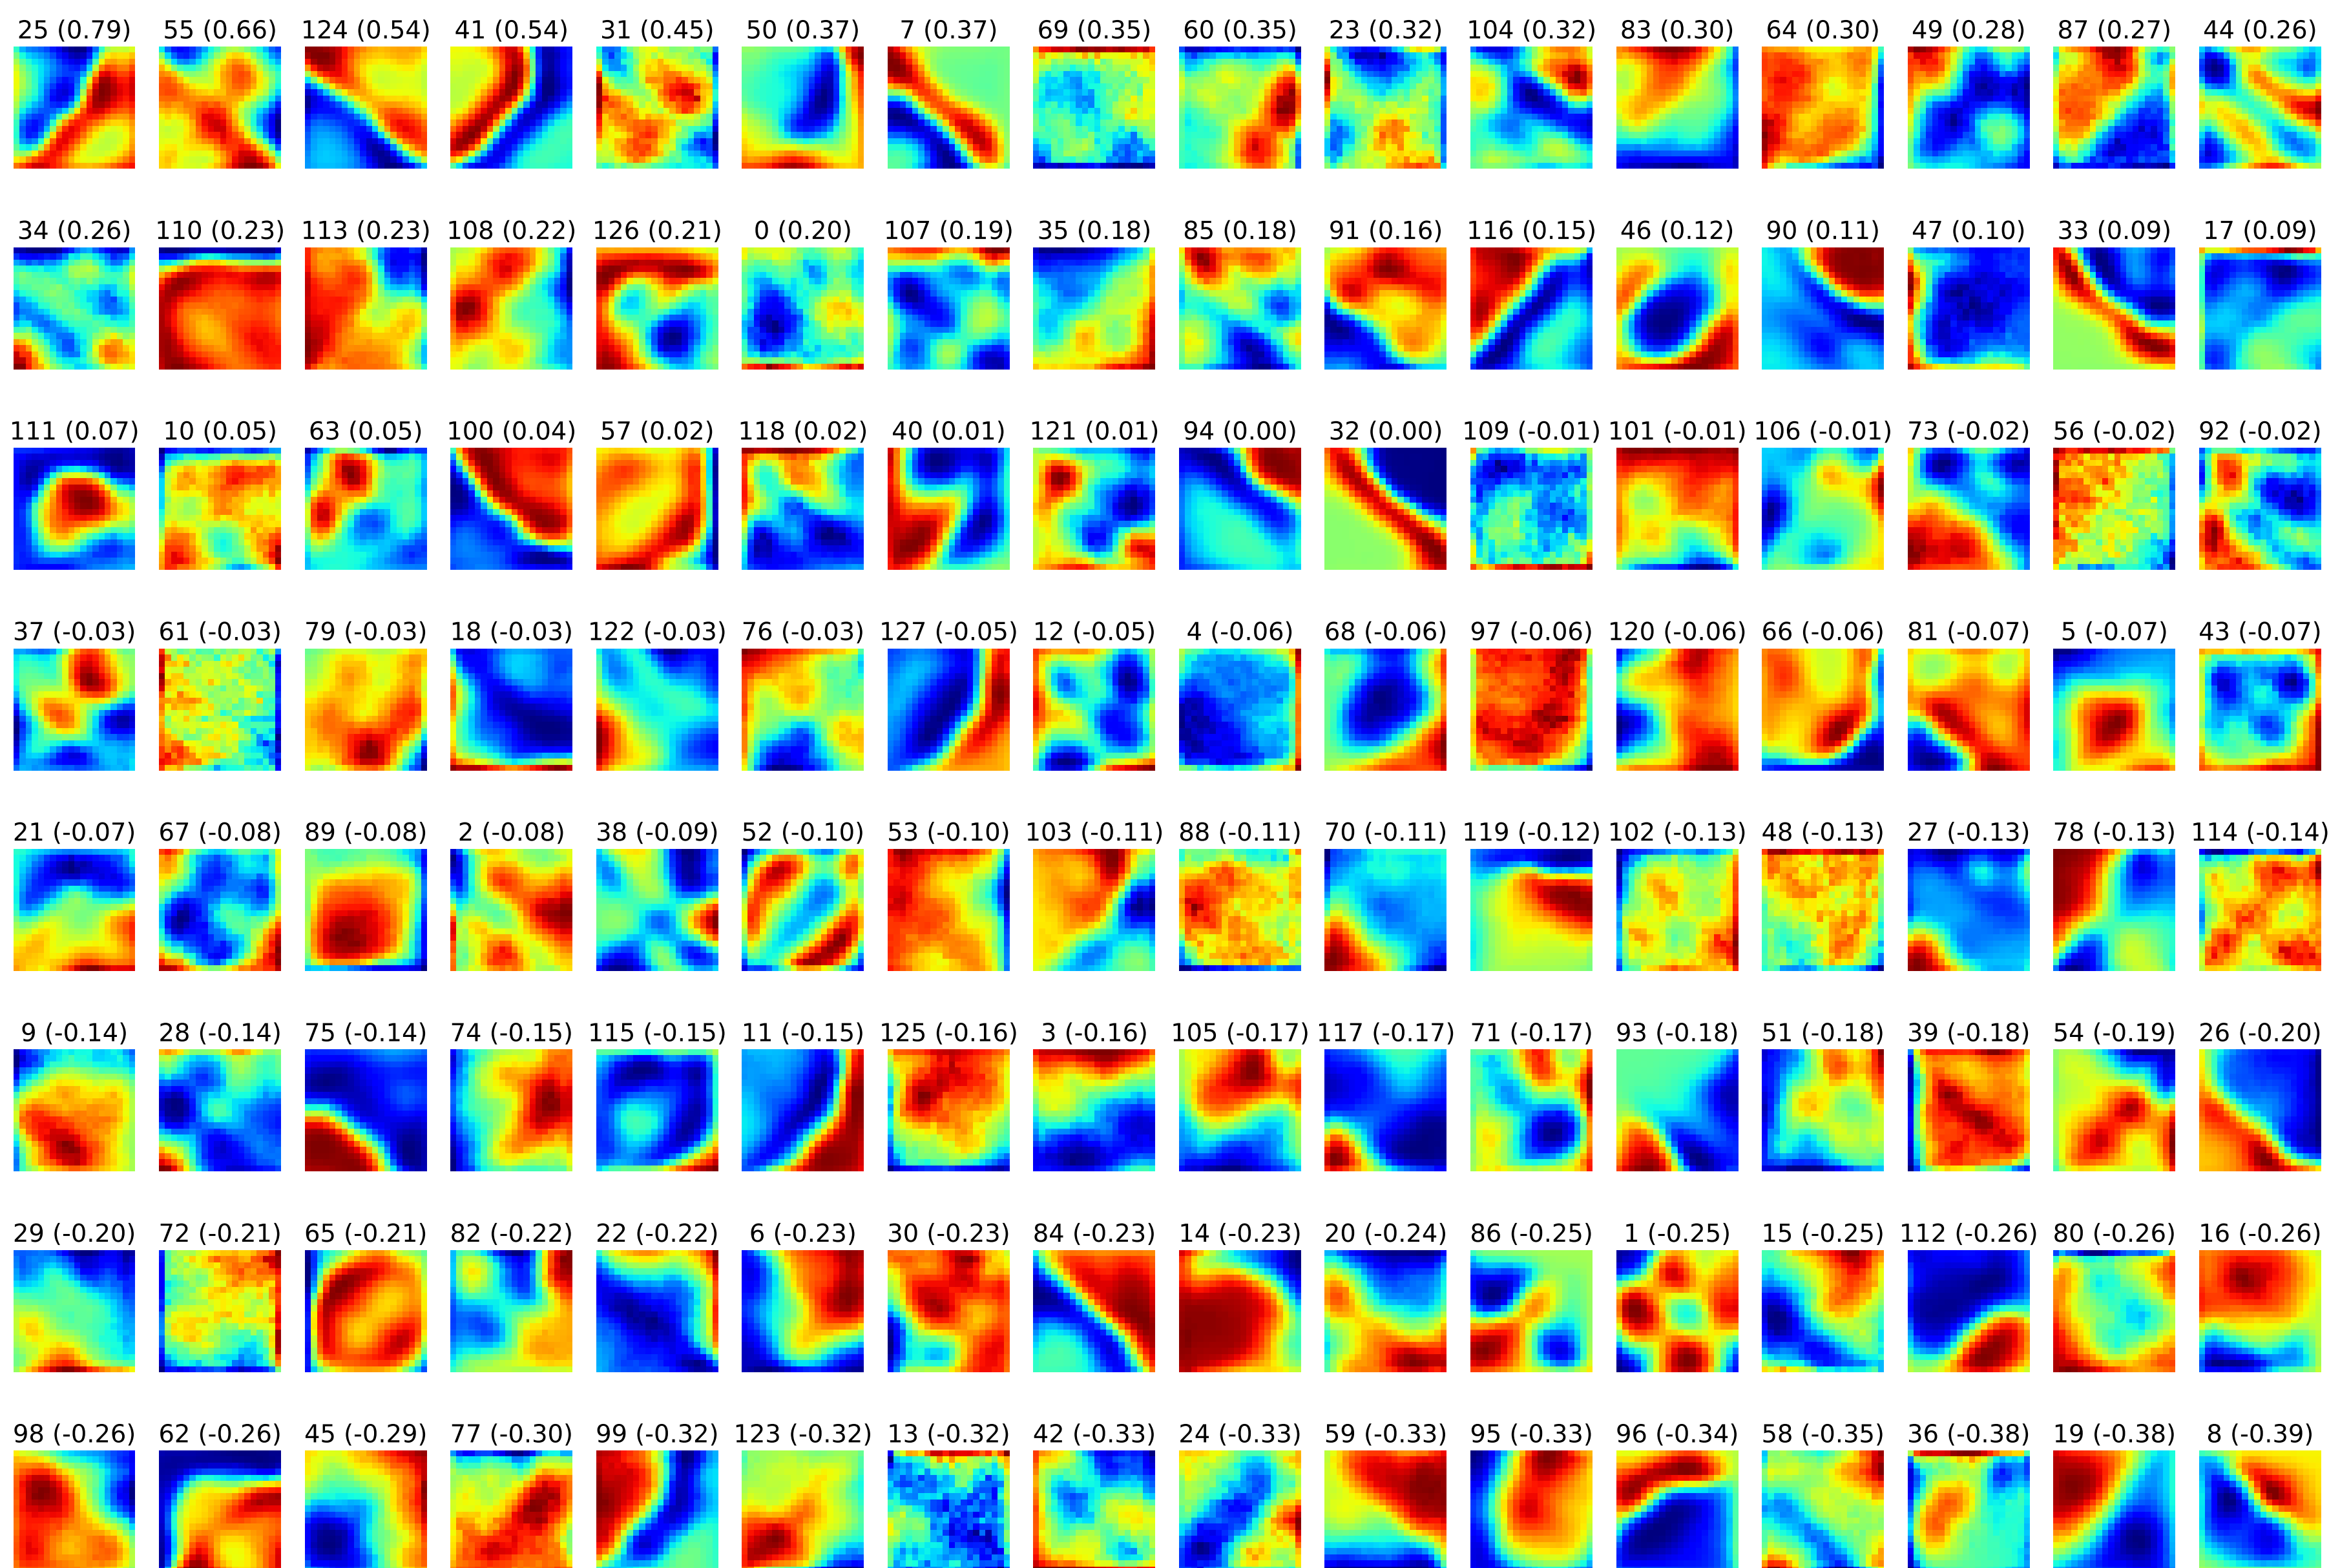 25 (0.79) 55 (0.66) 124 (0.54) 41 (0.54) 31 (0.45) 50 (0.37) 7 (0.37) 69 (0.35) 60 (0.35) 23 (0.32) 104 (0.32) 83 (0.30) 64 (0.30) 49 (0.28) 87 (0.27) 44 (0.26)
34 (0.26) 110 (0.23) 113 (0.23) 108 (0.22) 126 (0.21) 0 (0.20) 107 (0.19) 35 (0.18) 85 (0.18) 91 (0.16) 116 (0.15) 46 (0.12) 90 (0.11) 47 (0.10) 33 (0.09) 17 (0.09)
111 (0.07) 10 (0.05) 63 (0.05) 100 (0.04) 57 (0.02) 118 (0.02) 40 (0.01) 121 (0.01) 94 (0.00) 32 (0.00) 109 (-0.01) 101 (-0.01) 106 (-0.01) 73 (-0.02) 56 (-0.02) 92 (-0.02)
37 (-0.03) 61 (-0.03) 79 (-0.03) 18 (-0.03) 122 (-0.03) 76 (-0.03) 127 (-0.05) 12 (-0.05) 4 (-0.06) 68 (-0.06) 97 (-0.06) 120 (-0.06) 66 (-0.06) 81 (-0.07) 5 (-0.07) 43 (-0.07)
21 (-0.07) 67 (-0.08) 89 (-0.08) 2 (-0.08) 38 (-0.09) 52 (-0.10) 53 (-0.10) 103 (-0.11) 88 (-0.11) 70 (-0.11) 119 (-0.12) 102 (-0.13) 48 (-0.13) 27 (-0.13) 78 (-0.13) 114 (-0.14)
9 (-0.14) 28 (-0.14) 75 (-0.14) 74 (-0.15) 115 (-0.15) 11 (-0.15) 125 (-0.16) 3 (-0.16) 105 (-0.17) 117 (-0.17) 71 (-0.17) 93 (-0.18) 51 (-0.18) 39 (-0.18) 54 (-0.19) 26 (-0.20)
29 (-0.20) 72 (-0.21) 65 (-0.21) 82 (-0.22) 22 (-0.22) 6 (-0.23) 30 (-0.23) 84 (-0.23) 14 (-0.23) 20 (-0.24) 86 (-0.25) 1 (-0.25) 15 (-0.25) 112 (-0.26) 80 (-0.26) 16 (-0.26)
98 (-0.26) 62 (-0.26) 45 (-0.29) 77 (-0.30) 99 (-0.32) 123 (-0.32) 13 (-0.32) 42 (-0.33) 24 (-0.33) 59 (-0.33) 95 (-0.33) 96 (-0.34) 58 (-0.35) 36 (-0.38) 19 (-0.38) 8 (-0.39)